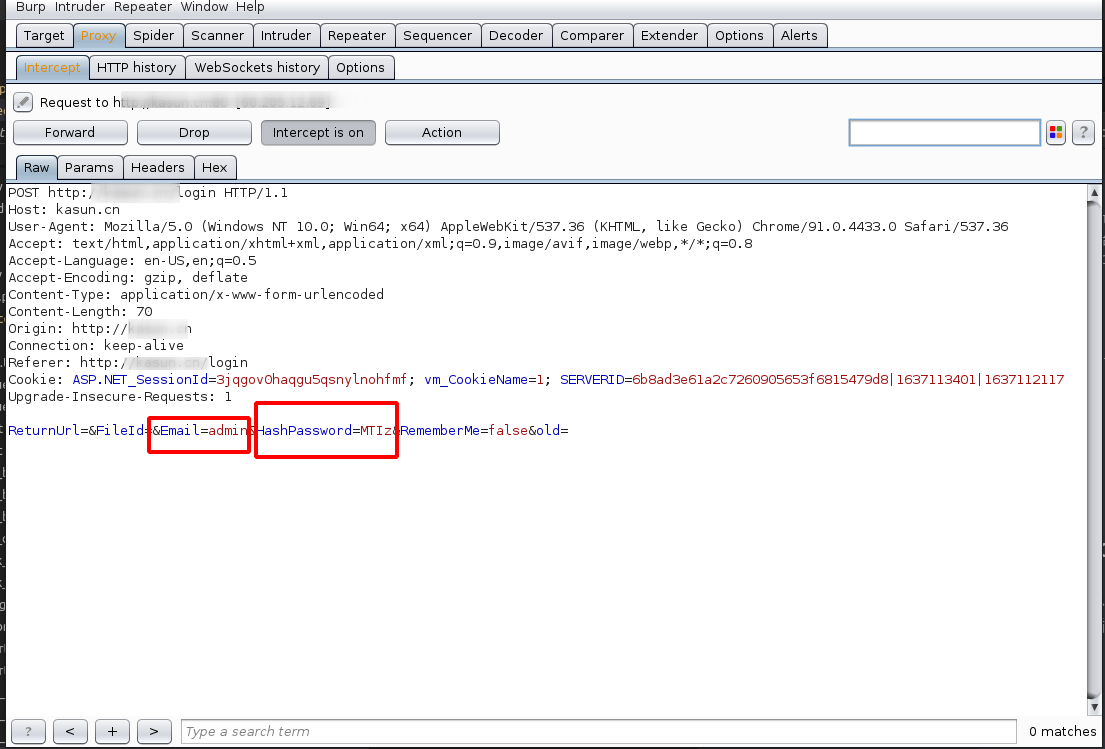 Burp Intruder Repeater Window Help
Target Proxy Spider Scanner Intruder Repeater Sequencer Decoder Comparer Extender Options Alerts
Intercept HTTP history WebSockets history Options
Request to
Forward Drop Intercept is on Action ?
Raw Params Headers Hex
POST http:/ login HTTP/1.1
Host: kasun.cn
User-Agent: Mozilla/5.0 (Windows NT 10.0; Win64; x64) AppleWebKit/537.36 (KHTML, like Gecko) Chrome/91.0.4433.0 Safari/537.36
Accept: text/html,application/xhtml+xml,application/xml;q=0.9,image/avif,image/webp,*/*;q=0.8
Accept-Language: en-US,en;q=0.5
Accept-Encoding: gzip, deflate
Content-Type: application/x-www-form-urlencoded
Content-Length: 70
Origin: http://
Connection: keep-alive
Referer: http:/ /login
Cookie: ASP.NET_SessionId=3jqgov0haqgu5qsnylnohfmf; vm_CookieName=1; SERVERID=6b8ad3e61a2c7260905653f6815479d8|1637113401|1637112117
Upgrade-Insecure-Requests: 1
ReturnUrl=&FileId=&Email=admin&HashPassword=MTIz&RememberMe=false&old=
? < + > Type a search term 0 matches